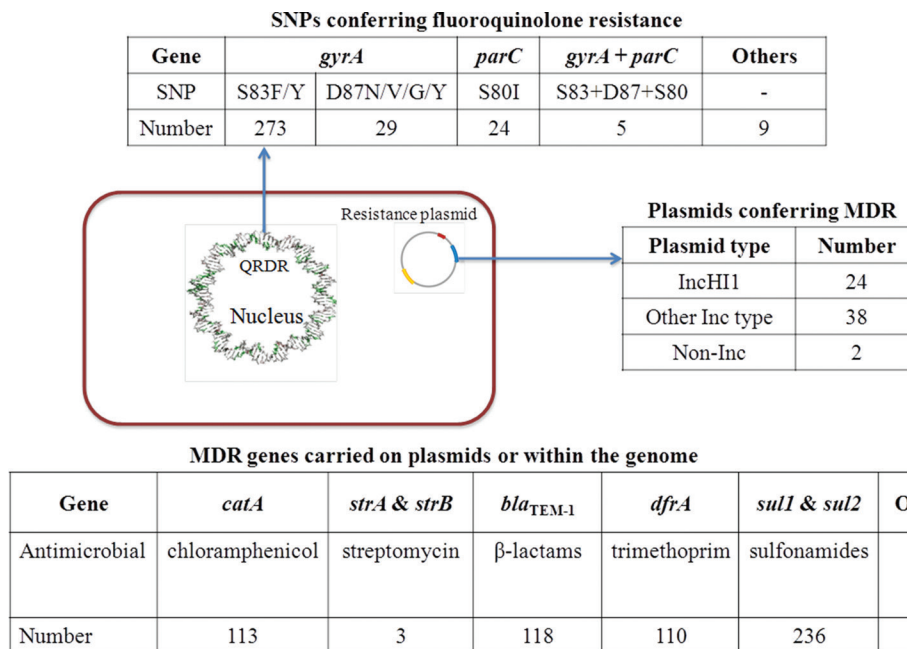 SNPs conferring fluoroquinolone resistance
Gene gyrA parC gyrA + parC Others
SNP S83F/Y D87N/V/G/Y S80I S83+D87+S80 -
Number 273 29 24 5 9
Resistance plasmid
QRDR
Nucleus
Plasmids conferring MDR
Plasmid type Number
IncHI1 24
Other Inc type 38
Non-Inc 2
MDR genes carried on plasmids or within the genome
Gene catA strA & strB blaTEM-1 dfrA sul1 & sul2
Antimicrobial chloramphenicol streptomycin β-lactams trimethoprim sulfonamides
Number 113 3 118 110 236